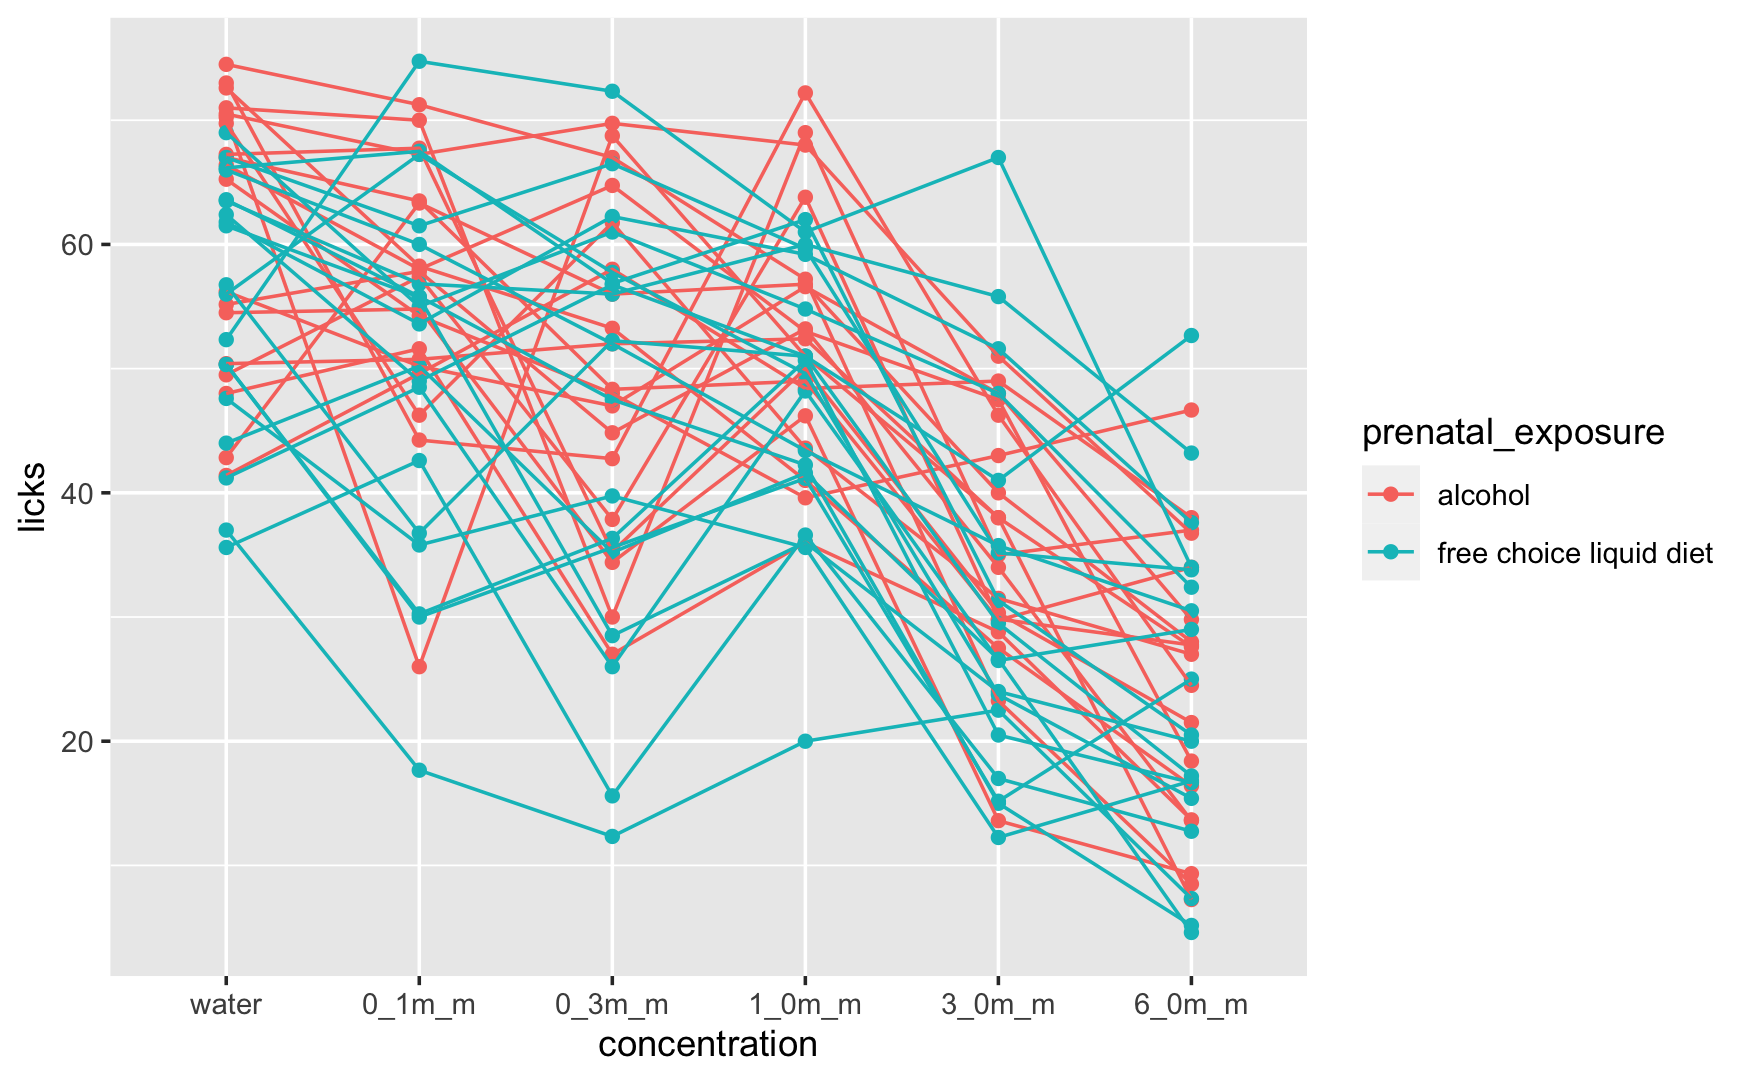 licks
60
40
20
water 0_1m_m 0_3m_m 1_0m_m 3_0m_m 6_0m_m
concentration
prenatal_exposure
alcohol
free choice liquid diet